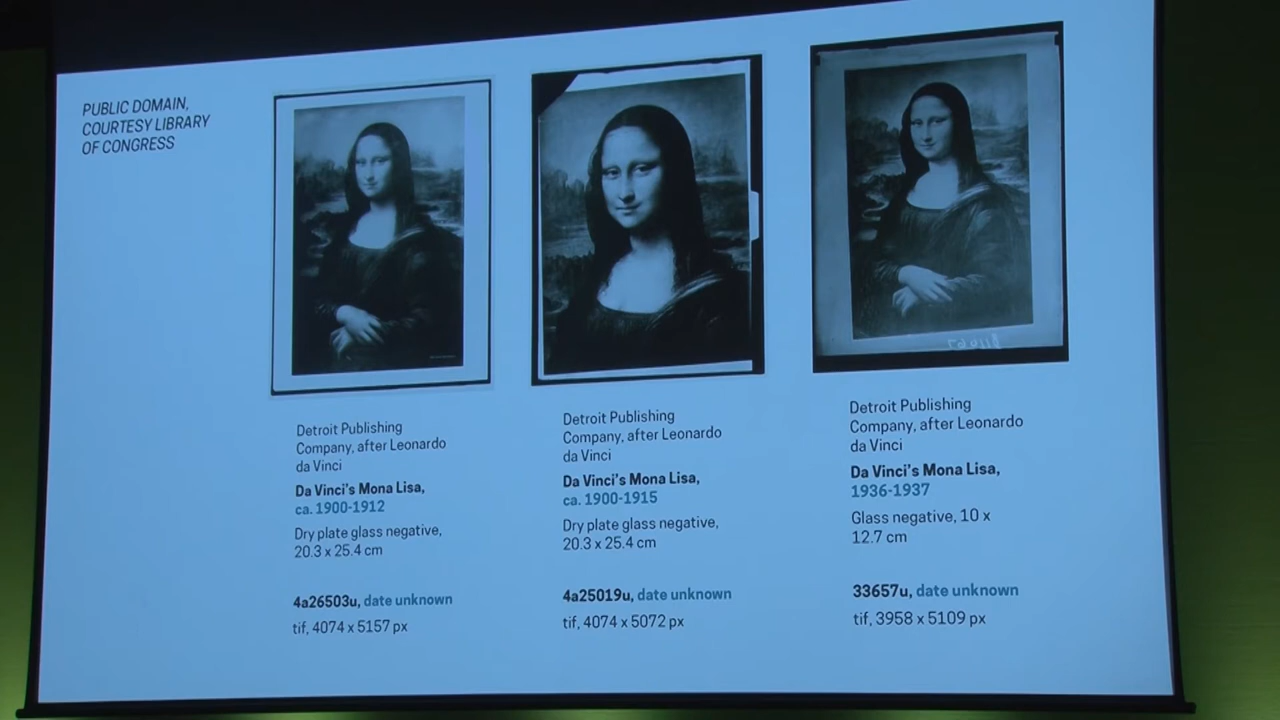 PUBLIC DOMAIN,
COURTESY LIBRARY
OF CONGRESS
Detroit Publishing
Company, after Leonardo
da Vinci
Da Vinci's Mona Lisa,
ca. 1900-1912
Dry plate glass negative,
20.3 x 25.4 cm
4a26503u, date unknown
tif, 4074 x 5157 px
Detroit Publishing
Company, after Leonardo
da Vinci
Da Vinci's Mona Lisa,
ca. 1900-1915
Dry plate glass negative,
20.3 x 25.4 cm
4a25019u, date unknown
tif, 4074 x 5072 px
Detroit Publishing
Company, after Leonardo
da Vinci
Da Vinci's Mona Lisa,
1936-1937
Glass negative, 10 x
12.7 cm
33657u, date unknown
tif, 3958 x 5109 px